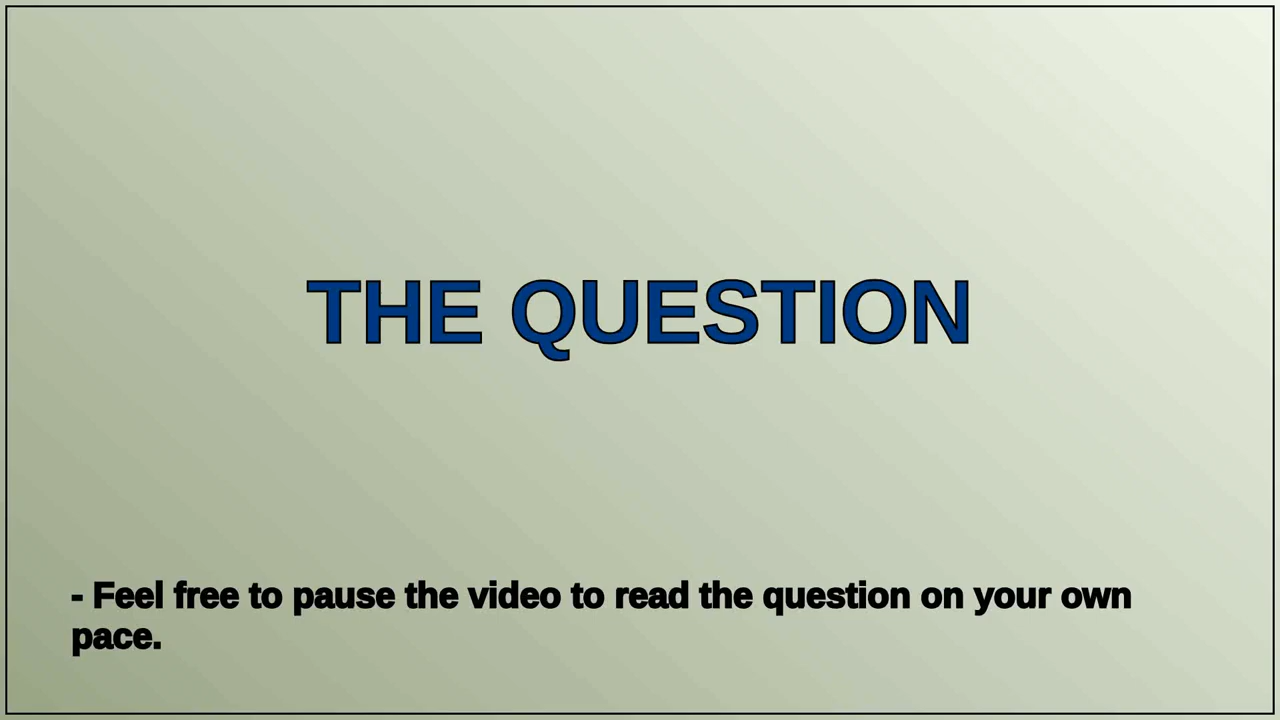 THE QUESTION
- Feel free to pause the video to read the question on your own
pace.